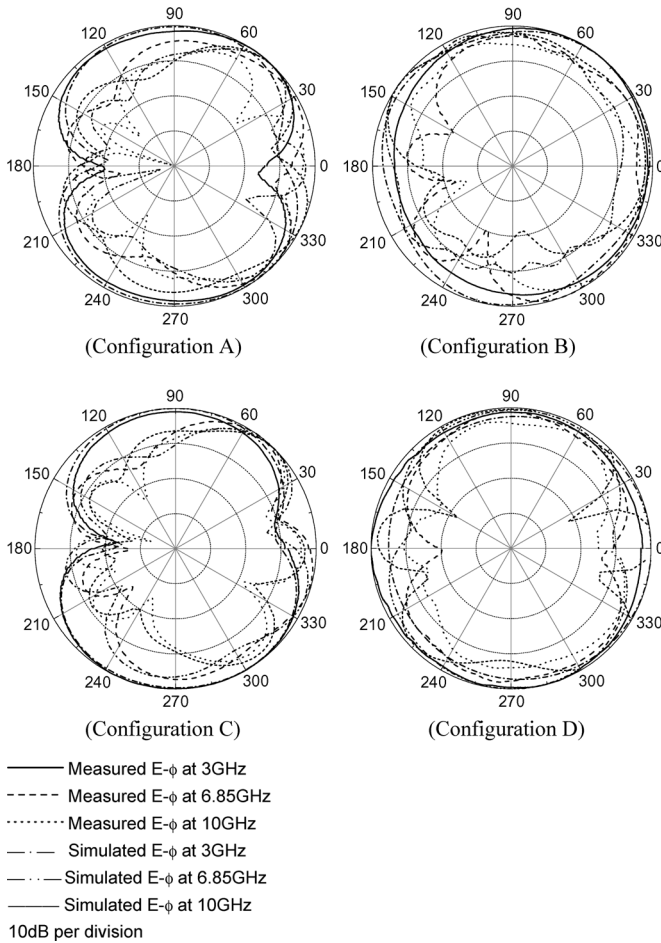 90
120 60
150 30
180 0
210 330
240 300
270
(Configuration A)
90
120 60
150 30
180 0
210 330
240 300
270
(Configuration B)
90
120 60
150 30
180 0
210 330
240 300
270
(Configuration C)
90
120 60
150 30
180 0
210 330
240 300
270
(Configuration D)
Measured E-ϕ at 3GHz
Measured E-ϕ at 6.85GHz
Measured E-ϕ at 10GHz
Simulated E-ϕ at 3GHz
Simulated E-ϕ at 6.85GHz
Simulated E-ϕ at 10GHz
10dB per division